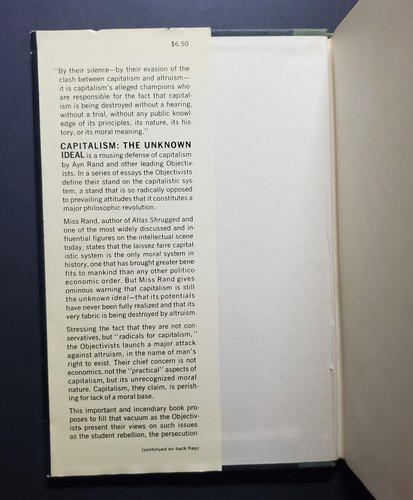 $6.50
"By their silence—by their evasion of the
clash between capitalism and altruism—
it is capitalism's alleged champions who
are responsible for the fact that capital-
ism is being destroyed without a hearing,
without a trial, without any public knowl-
edge of its principles, its nature, its his-
tory, or its moral meaning."
CAPITALISM: THE UNKNOWN
IDEAL is a rousing defense of capitalism
by Ayn Rand and other leading Objectiv-
ists. In a series of essays the Objectivists
define their stand on the capitalistic sys-
tem, a stand that is so radically opposed
to prevailing attitudes that it constitutes a
major philosophic revolution.
Miss Rand, author of Atlas Shrugged and
one of the most widely discussed and in-
fluential figures on the intellectual scene
today, states that the laissez-faire capital-
istic system is the only moral system in
history, one that has brought greater bene-
fits to mankind than any other politico-
economic order. But Miss Rand gives
ominous warning that capitalism is still
the unknown ideal—that its potentials
have never been fully realized and that its
very fabric is being destroyed by altruism.
Stressing the fact that they are not con-
servatives, but "radicals for capitalism,"
the Objectivists launch a major attack
against altruism, in the name of man's
right to exist. Their chief concern is not
economics, not the "practical" aspects of
capitalism, but its unrecognized moral
nature. Capitalism, they claim, is perish-
ing for lack of a moral base.
This important and incendiary book pro-
poses to fill that vacuum as the Objectiv-
ists present their views on such issues
as the student rebellion, the persecution
(continued on back flap)